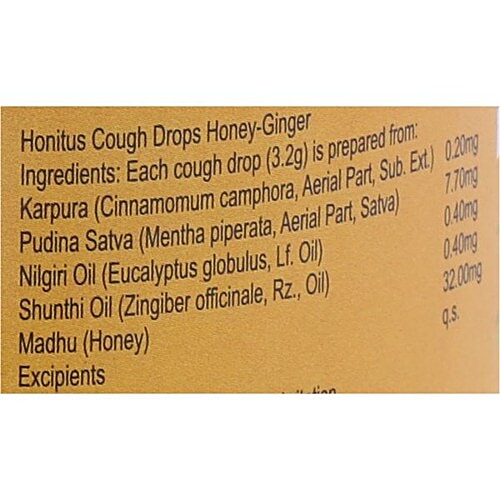 Honitus Cough Drops Honey-Ginger
Ingredients: Each cough drop (3.2g) is prepared from:
Karpura (Cinnamomum camphora, Aerial Part, Sub. Ext.) 0.20mg
Pudina Satva (Mentha piperata, Aerial Part, Satva) 7.70mg
Nilgiri Oil (Eucalyptus globulus, Lf. Oil) 0.40mg
Shunthi Oil (Zingiber officinale, Rz., Oil) 0.40mg
Madhu (Honey) 32.00mg
Excipients q.s.